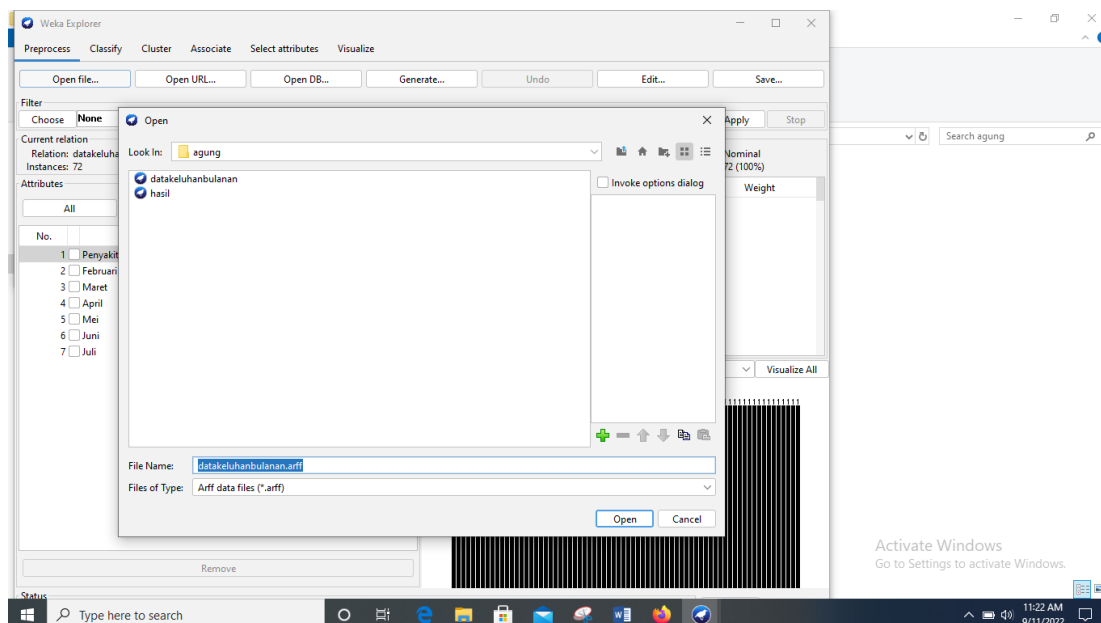 Weka Explorer
Preprocess Classify Cluster Associate Select attributes Visualize
Open file... Open URL... Open DB... Generate... Undo Edit... Save...
Filter
Choose None Apply Stop
Current relation
Relation: datakeluha Nominal
Instances: 72 72 (100%)
Attributes Weight
All
No.
1 Penyakit
2 Februari
3 Maret
4 April
5 Mei
6 Juni
7 Juli
Visualize All
Remove
Status
Open
Look In: agung
datakeluhanbulanan
hasil
Invoke options dialog
File Name: datakeluhanbulanan.arff
Files of Type: Arff data files (*.arff)
Open Cancel
Search agung
Activate Windows
Go to Settings to activate Windows.
Type here to search
11:22 AM
9/11/2022